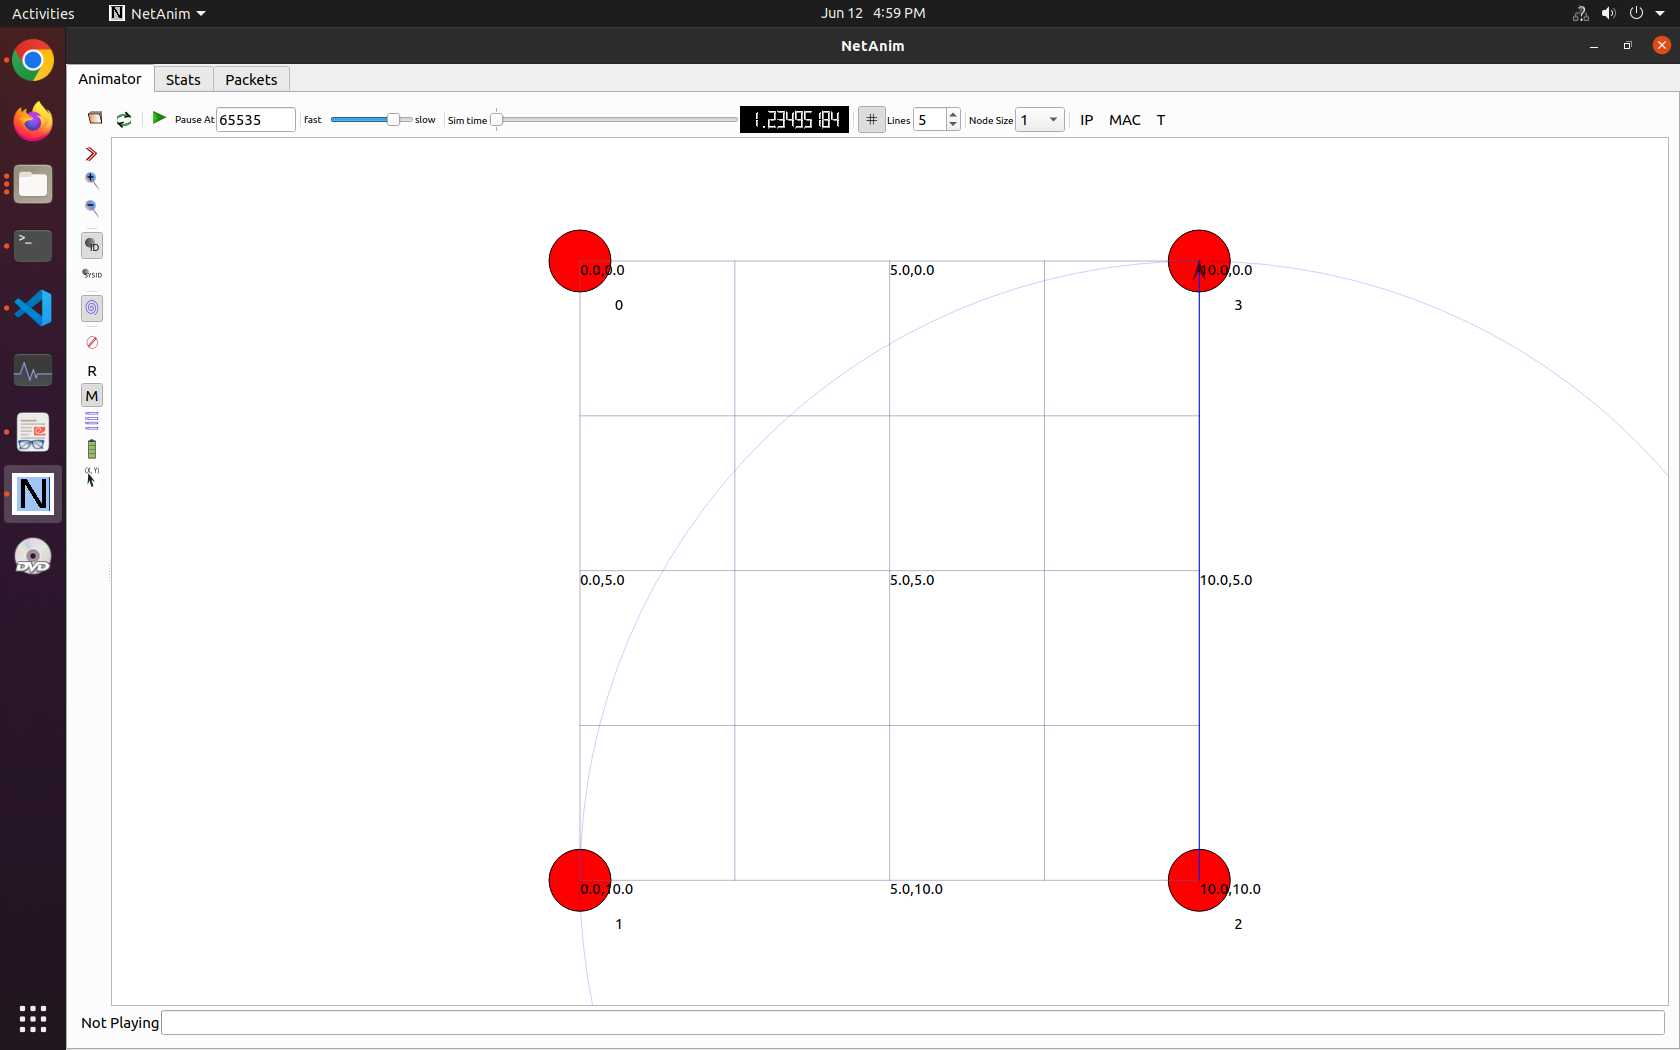 Activities NetAnim Jun 12 4:59 PM
NetAnim
Animator Stats Packets
Pause At 65535 fast slow Sim time 1.23495184 # Lines 5 Node Size 1 IP MAC T
ID
SYSID
R
M
(X, Y)
0.0,0.0 5.0,0.0 10.0,0.0
0 3
0.0,5.0 5.0,5.0 10.0,5.0
0.0,10.0 5.0,10.0 10.0,10.0
1 2
N
DVD
Not Playing